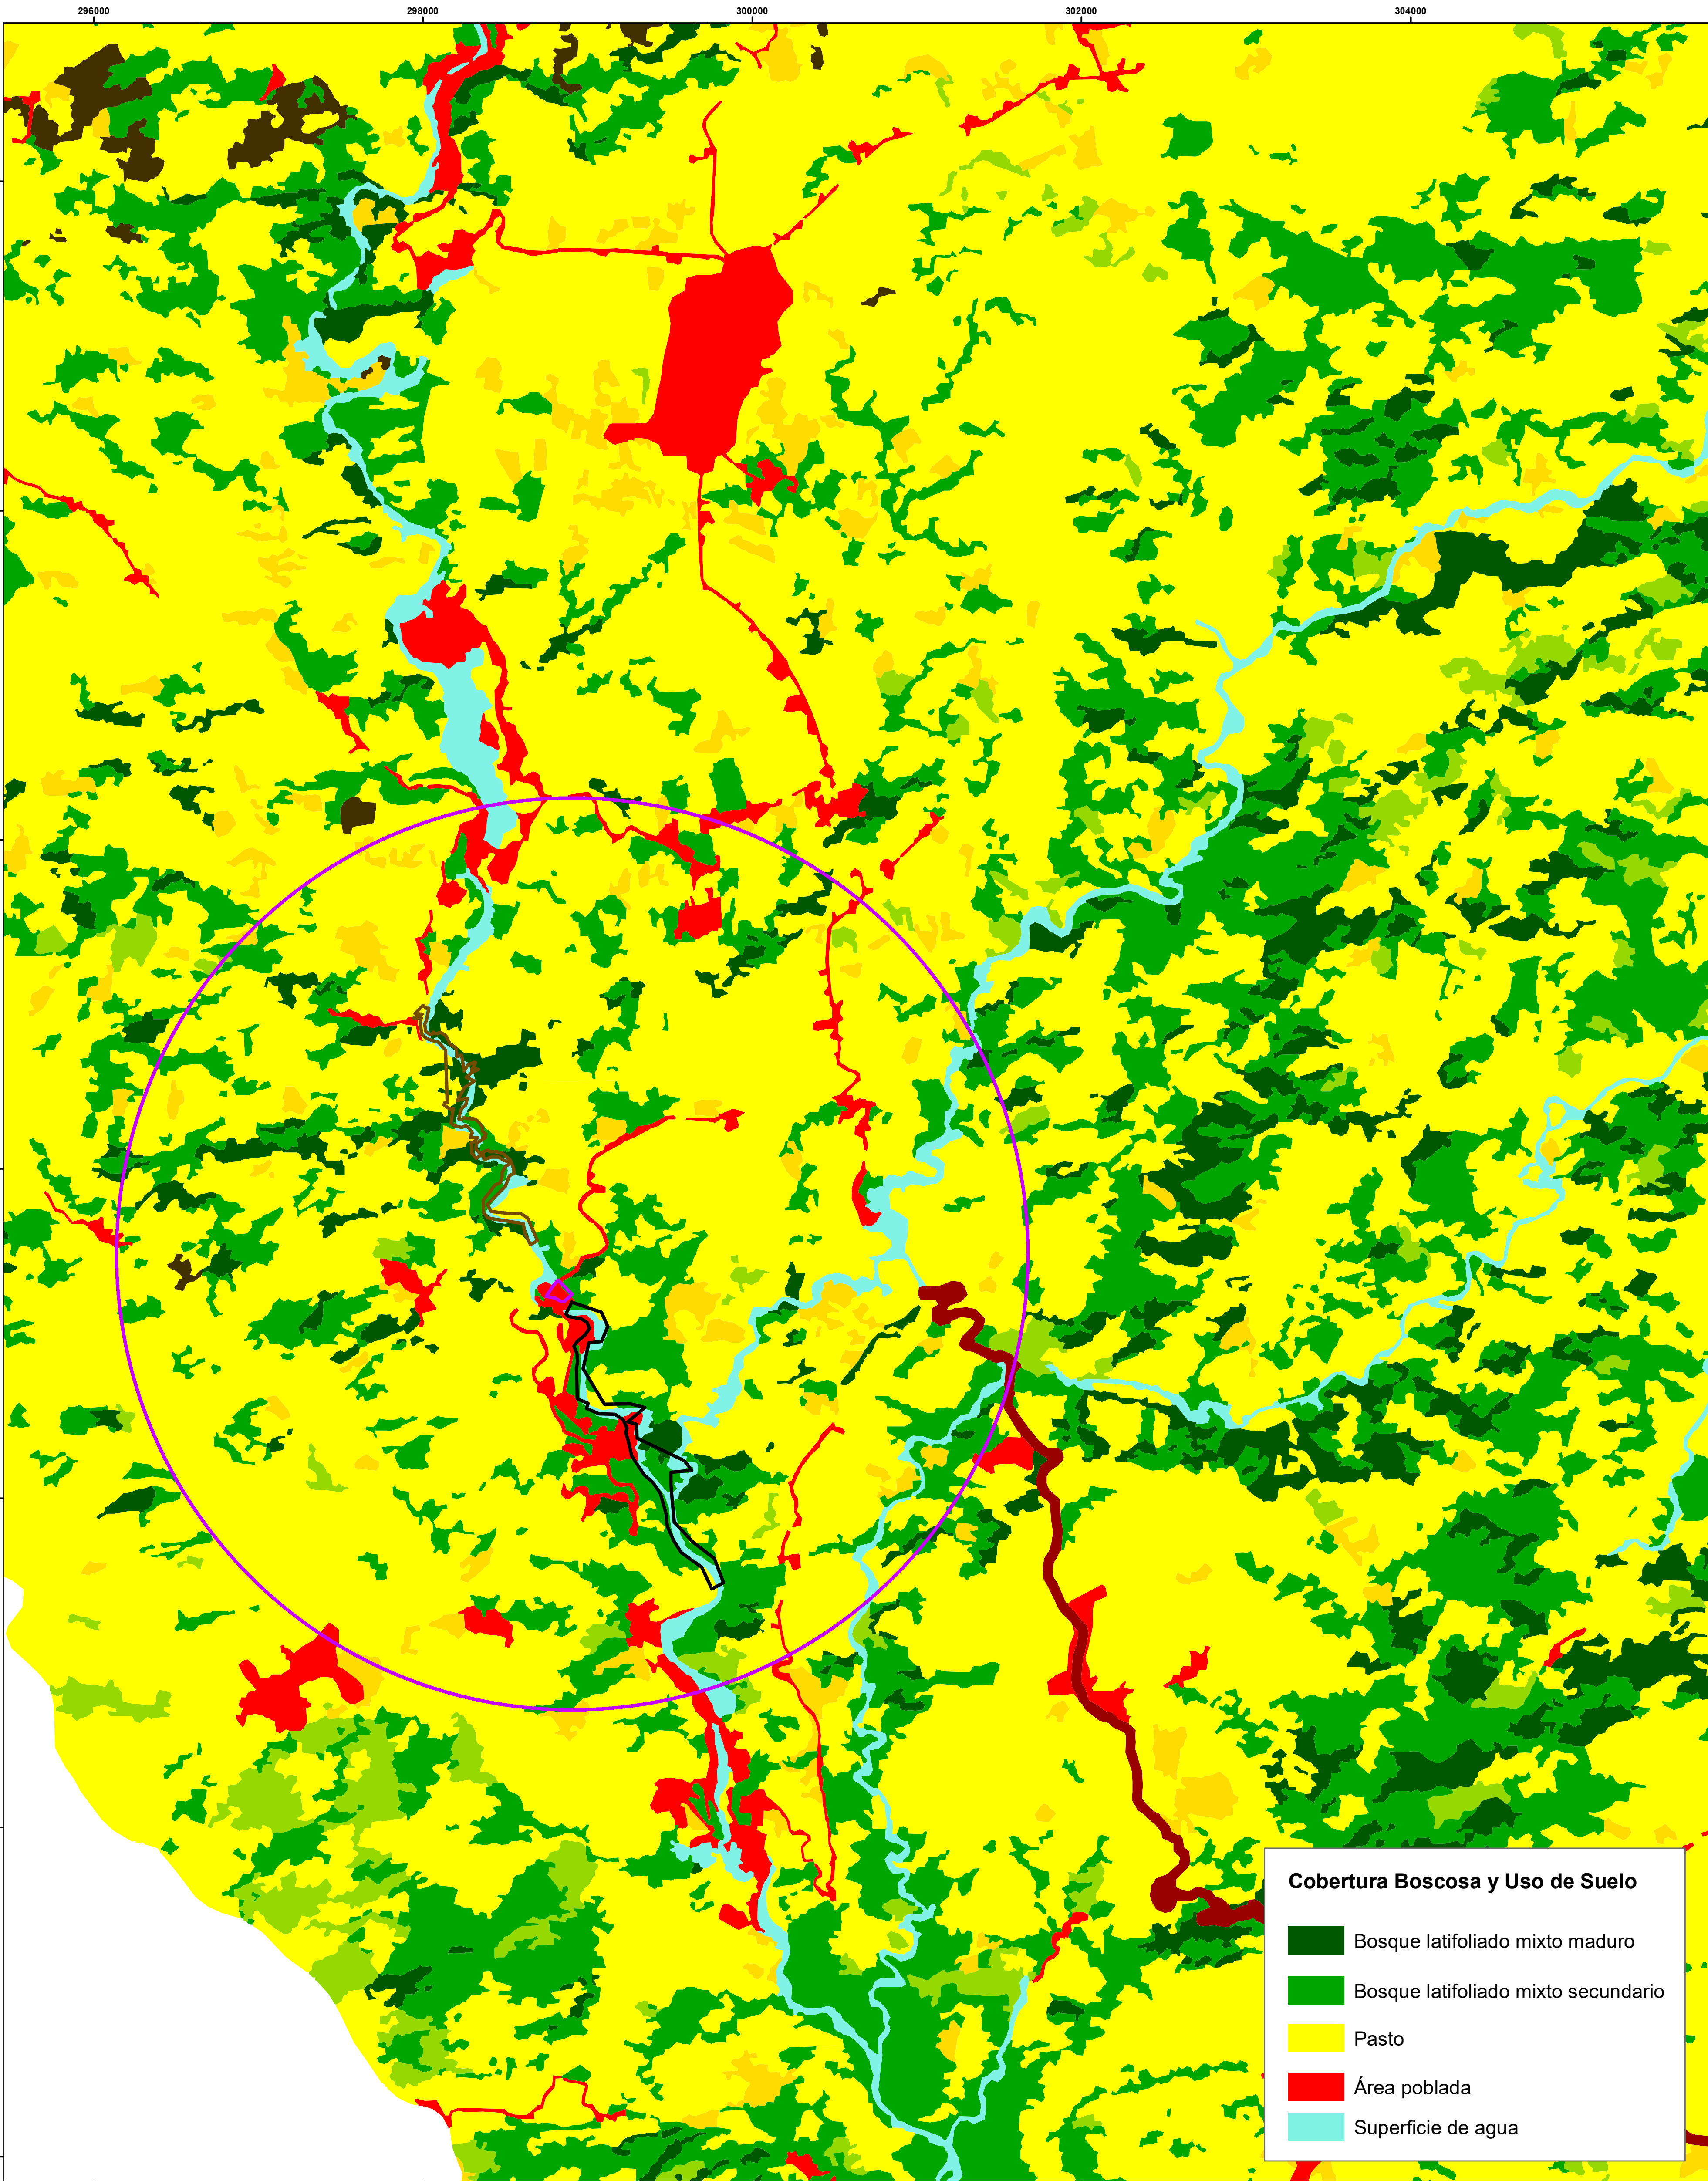 296000 298000 300000 302000 304000
Cobertura Boscosa y Uso de Suelo
Bosque latifoliado mixto maduro
Bosque latifoliado mixto secundario
Pasto
Área poblada
Superficie de agua